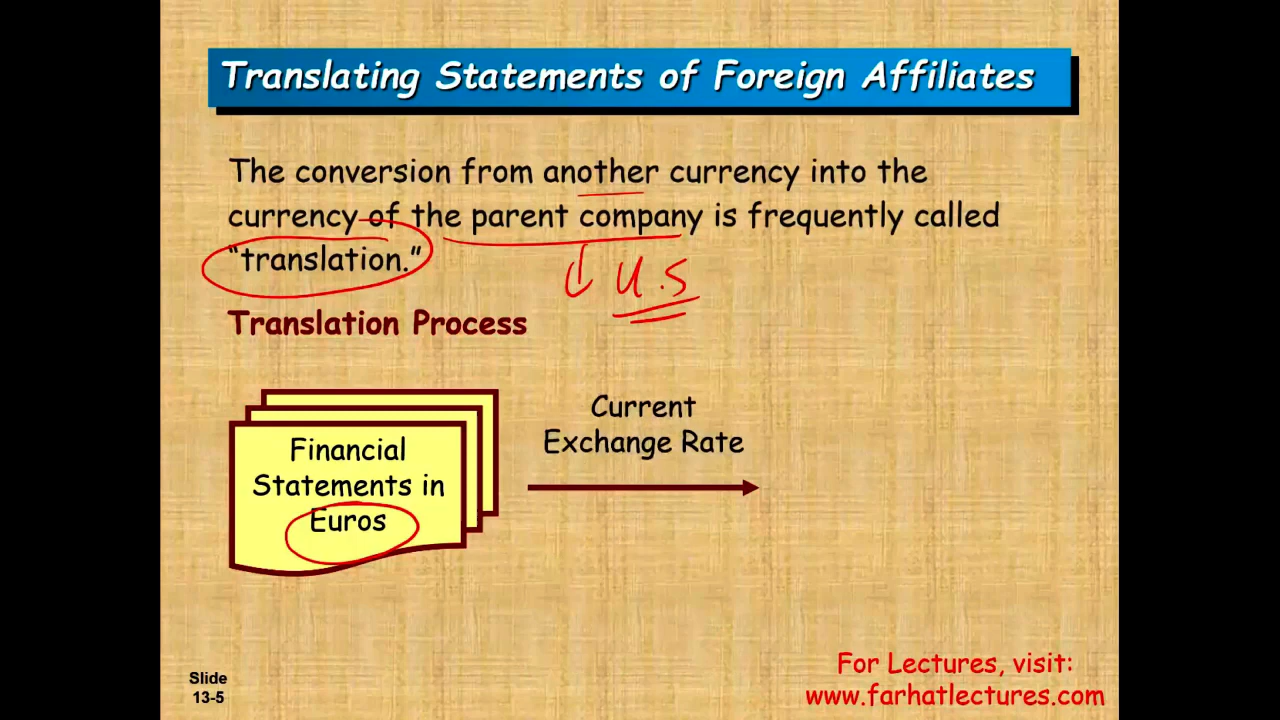 Translating Statements of Foreign Affiliates
The conversion from another currency into the
currency of the parent company is frequently called
“translation.”
U.S
Translation Process
Financial
Statements in
Euros
Current
Exchange Rate
Slide
13-5
For Lectures, visit:
www.farhatlectures.com